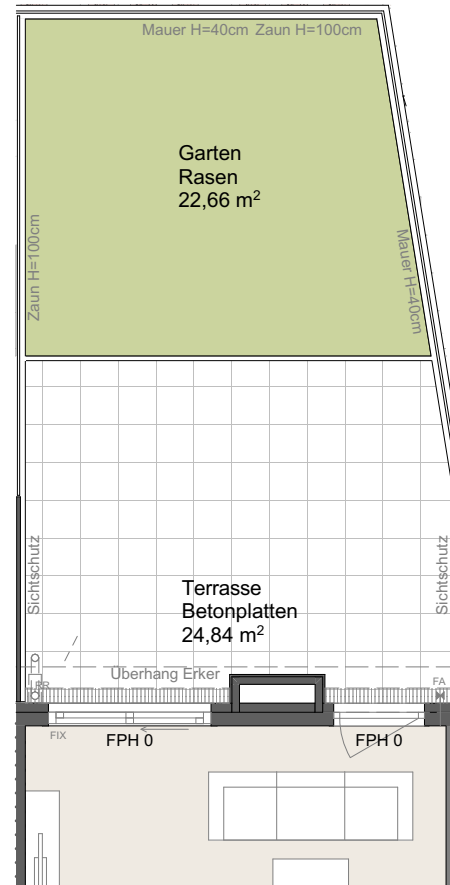 Mauer H=40cm Zaun H=100cm
Garten
Rasen
22,66 m²
Zaun H=100cm
Mauer H=40cm
Sichtschutz
Sichtschutz
Terrasse
Betonplatten
24,84 m²
Überhang Erker
RR
FA
FIX
FPH 0
FPH 0